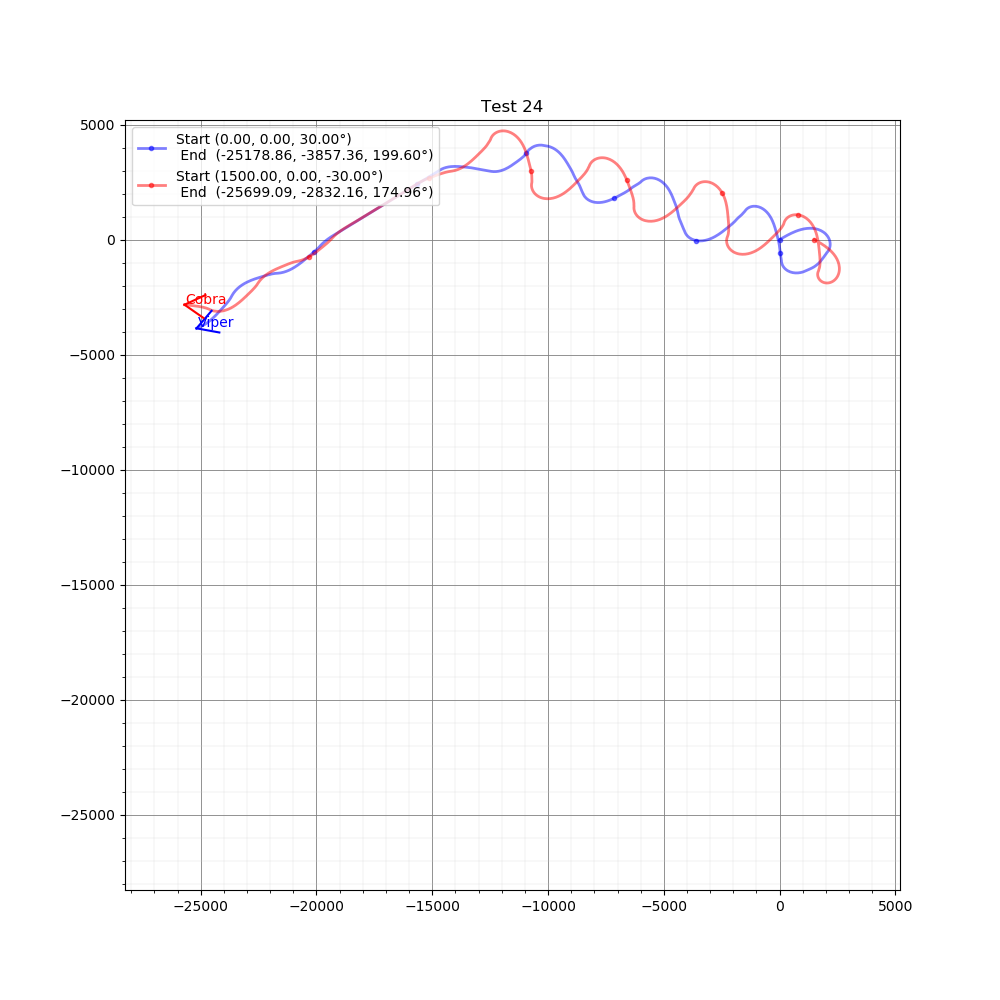 Test 24
Start (0.00, 0.00, 30.00°)
End (-25178.86, -3857.36, 199.60°)
Start (1500.00, 0.00, -30.00°)
End (-25699.09, -2832.16, 174.96°)
5000
0
−5000
−10000
−15000
−20000
−25000
Cobra
Viper
−25000 −20000 −15000 −10000 −5000 0 5000